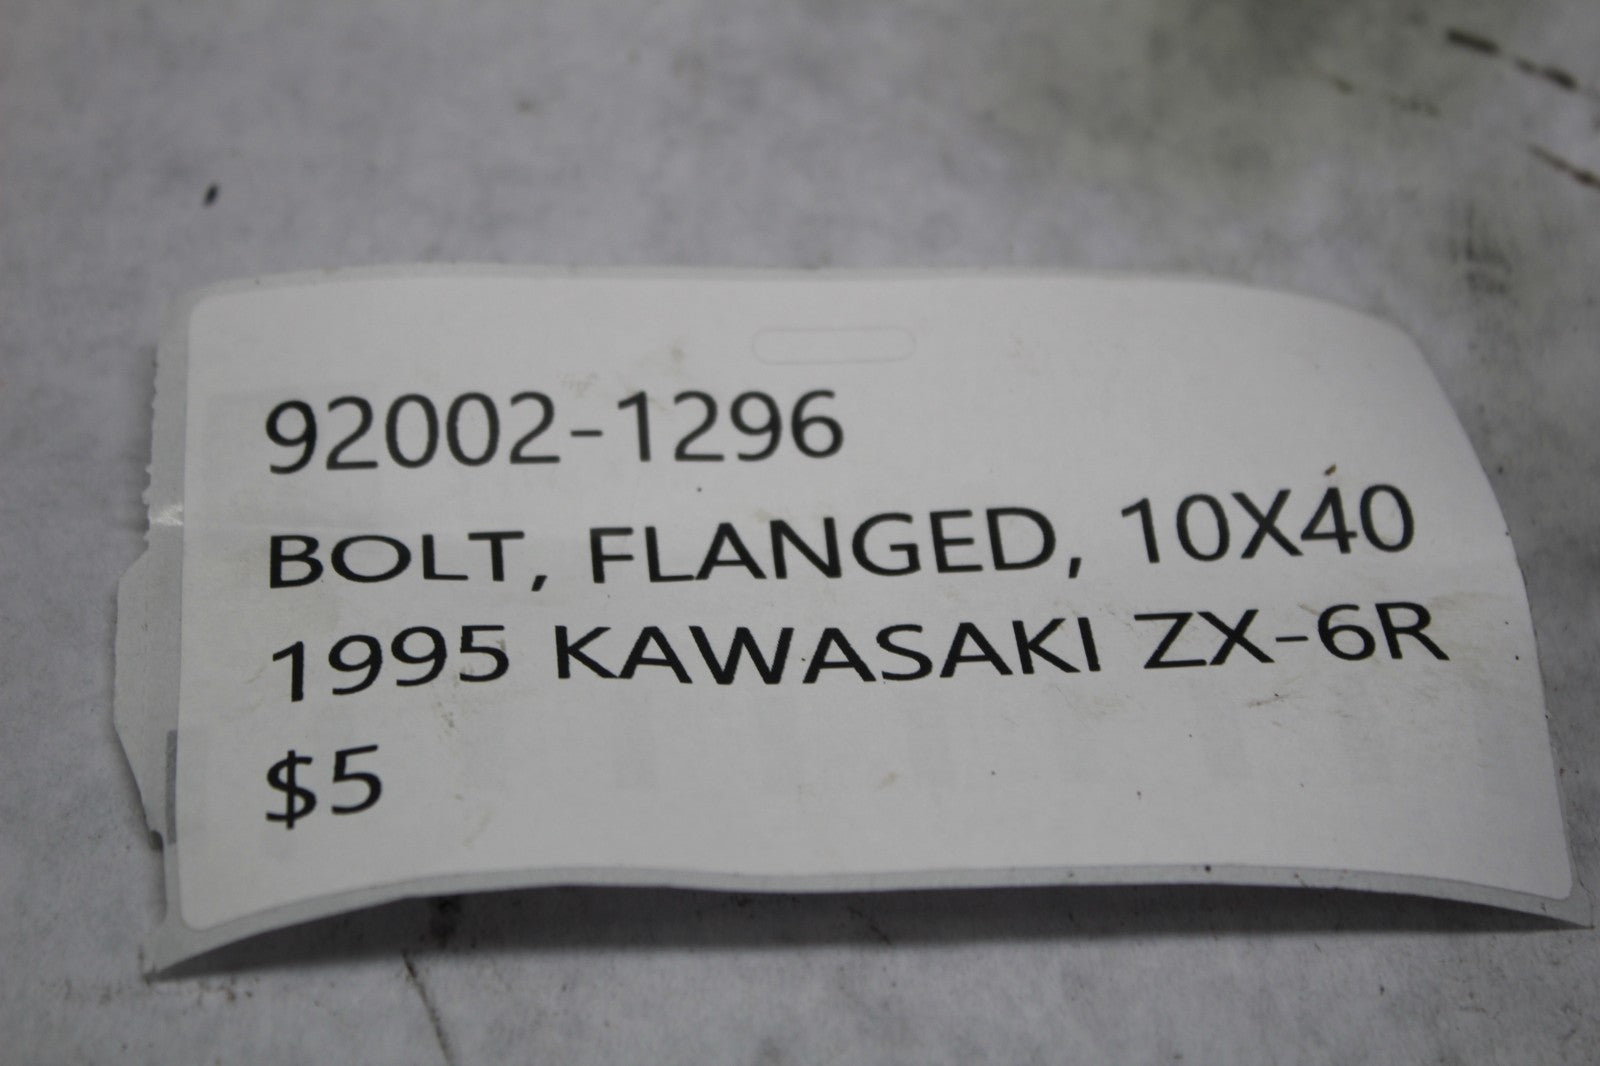 92002-1296
BOLT, FLANGED, 10X40
1995 KAWASAKI ZX-6R
$5